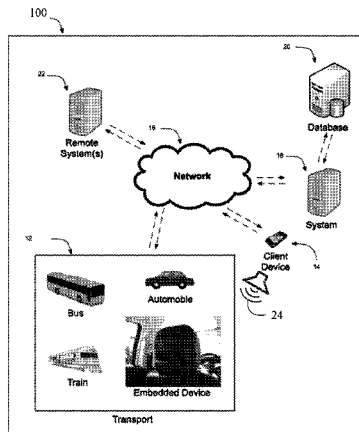 100
20
22
Database
16
18
Remote
System(s)
Network
System
12
Client
Device
14
Bus
Automobile
24
Train
Embedded Device
Transport